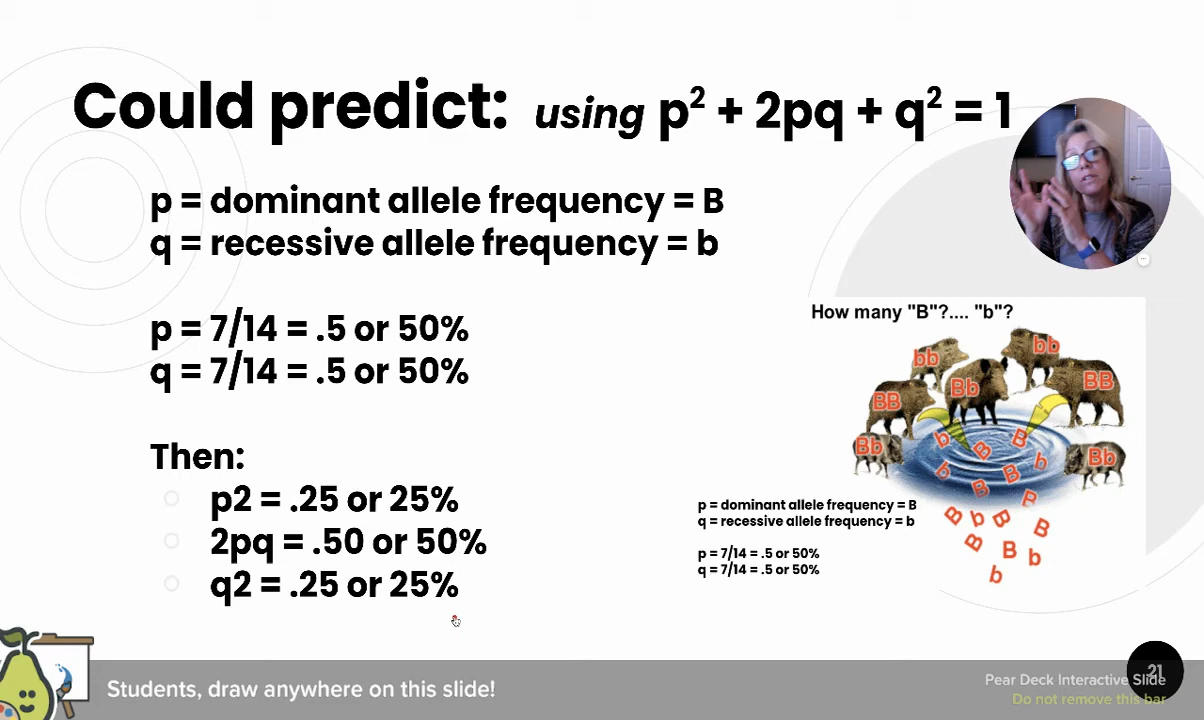 Could predict: using p² + 2pq + q² = 1
p = dominant allele frequency = B
q = recessive allele frequency = b
p = 7/14 = .5 or 50%
q = 7/14 = .5 or 50%
Then:
p2 = .25 or 25%
2pq = .50 or 50%
q2 = .25 or 25%
How many "B"?.... "b"?
bb
bb
Bb
BB
BB
Bb
Bb
b
B
B
b
b
B
B
B
b
B
B
B
B
b
b
p = dominant allele frequency = B
q = recessive allele frequency = b
p = 7/14 = .5 or 50%
q = 7/14 = .5 or 50%
Students, draw anywhere on this slide!
21
Pear Deck Interactive Slide
Do not remove this bar